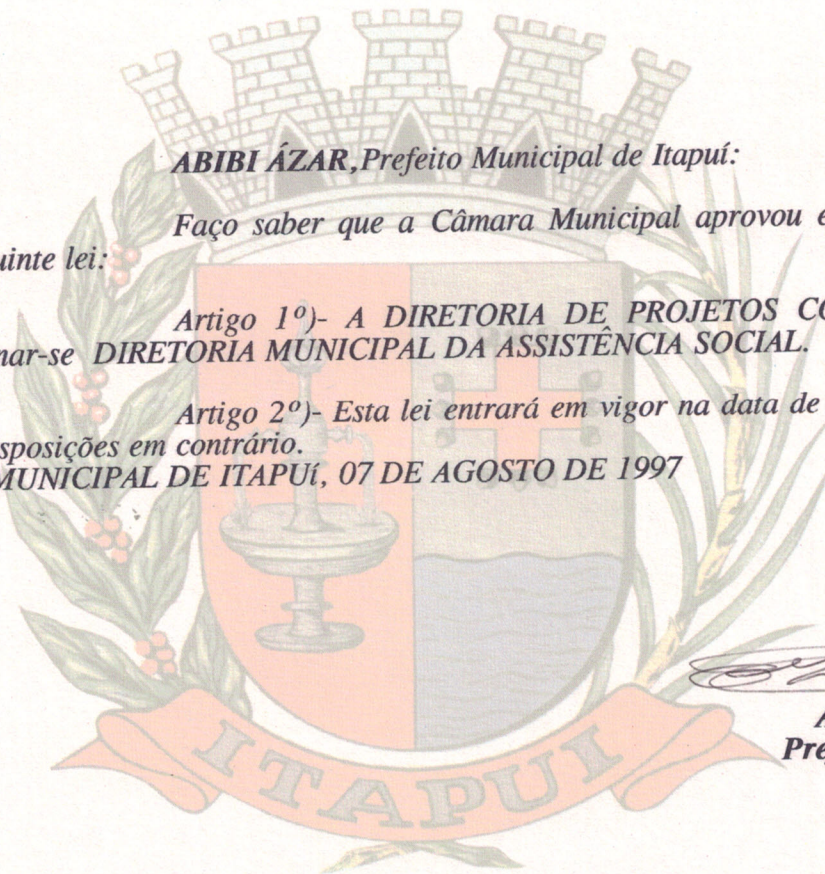 ABIBI ÁZAR,Prefeito Municipal de Itapuí:
Faço saber que a Câmara Municipal aprovou e
uinte lei:
Artigo 1º)- A DIRETORIA DE PROJETOS CO
nar-se DIRETORIA MUNICIPAL DA ASSISTÊNCIA SOCIAL.
Artigo 2º)- Esta lei entrará em vigor na data de
sposições em contrário.
MUNICIPAL DE ITAPUí, 07 DE AGOSTO DE 1997
A
Pre
ITAPUI